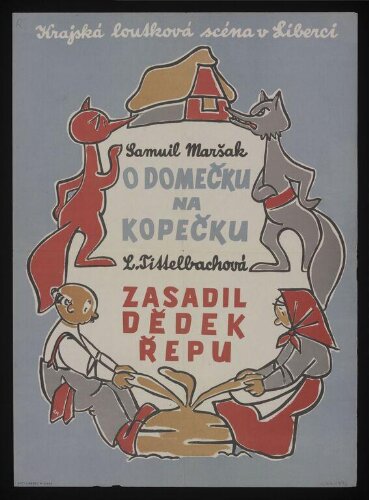 Krajská loutková scéna v Liberci
Samuil Maršak
O DOMEČKU
NA
KOPEČKU
L. Tittelbachová
ZASADIL
DĚDEK
ŘEPU